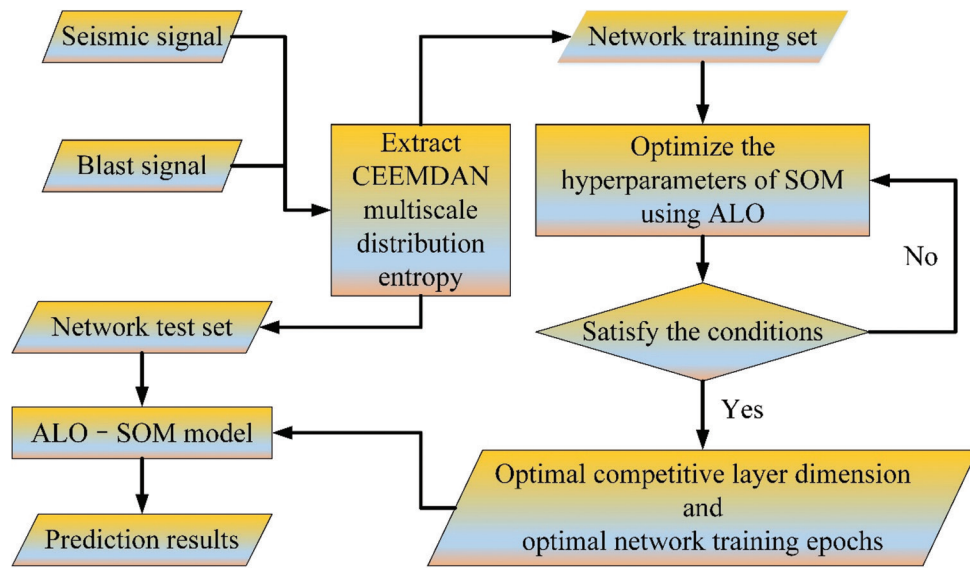 Seismic signal
Blast signal
Extract
CEEMDAN
multiscale
distribution
entropy
Network training set
Optimize the
hyperparameters of SOM
using ALO
No
Satisfy the conditions
Yes
Optimal competitive layer dimension
and
optimal network training epochs
Network test set
ALO - SOM model
Prediction results